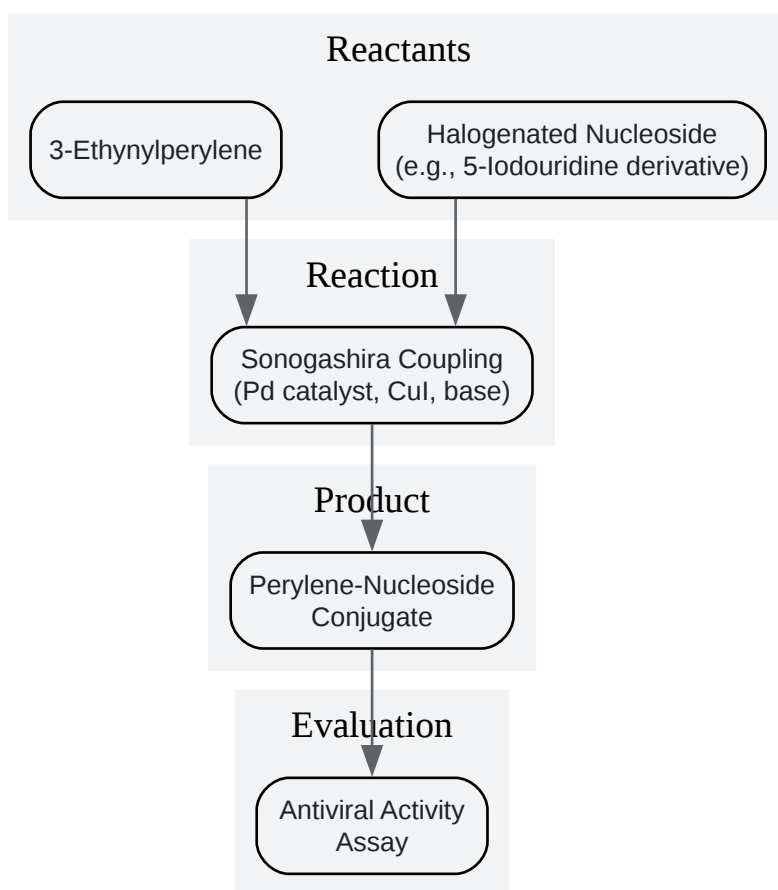 Reactants
3-Ethynylperylene
Halogenated Nucleoside
(e.g., 5-Iodouridine derivative)
Reaction
Sonogashira Coupling
(Pd catalyst, CuI, base)
Product
Perylene-Nucleoside
Conjugate
Evaluation
Antiviral Activity
Assay